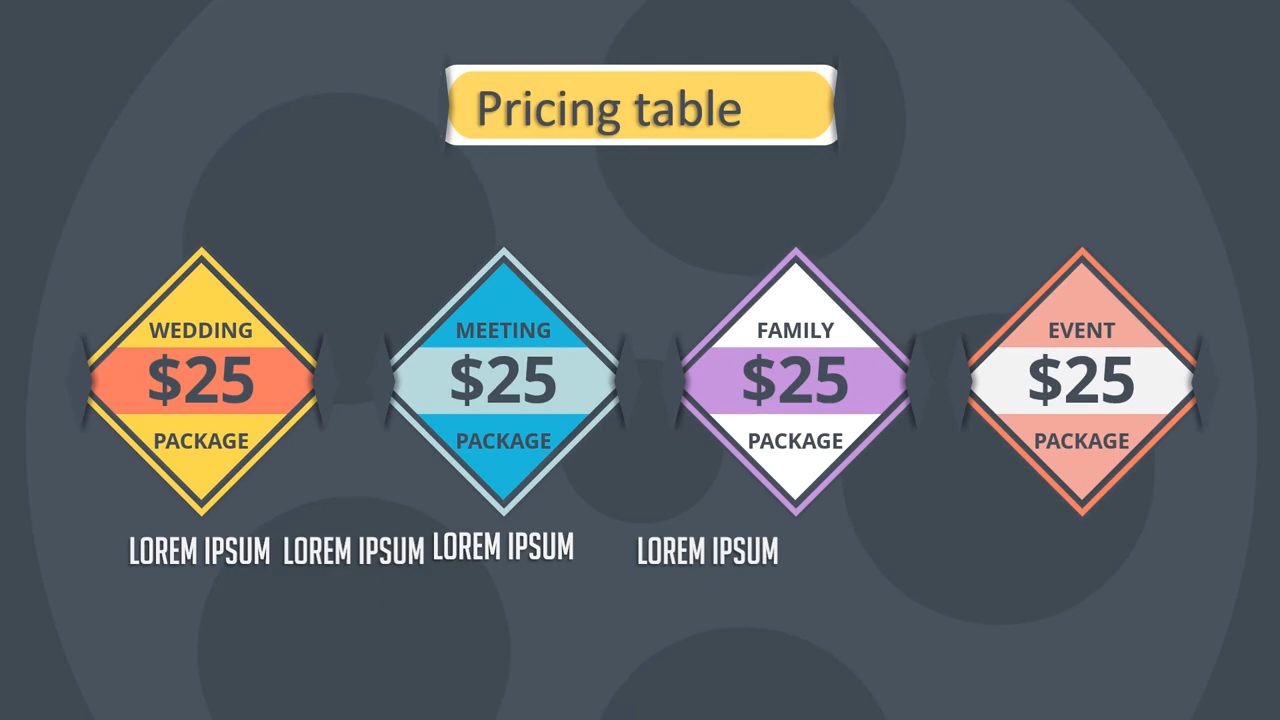 Pricing table
WEDDING
$25
PACKAGE
MEETING
$25
PACKAGE
FAMILY
$25
PACKAGE
EVENT
$25
PACKAGE
LOREM IPSUM
LOREM IPSUM
LOREM IPSUM
LOREM IPSUM